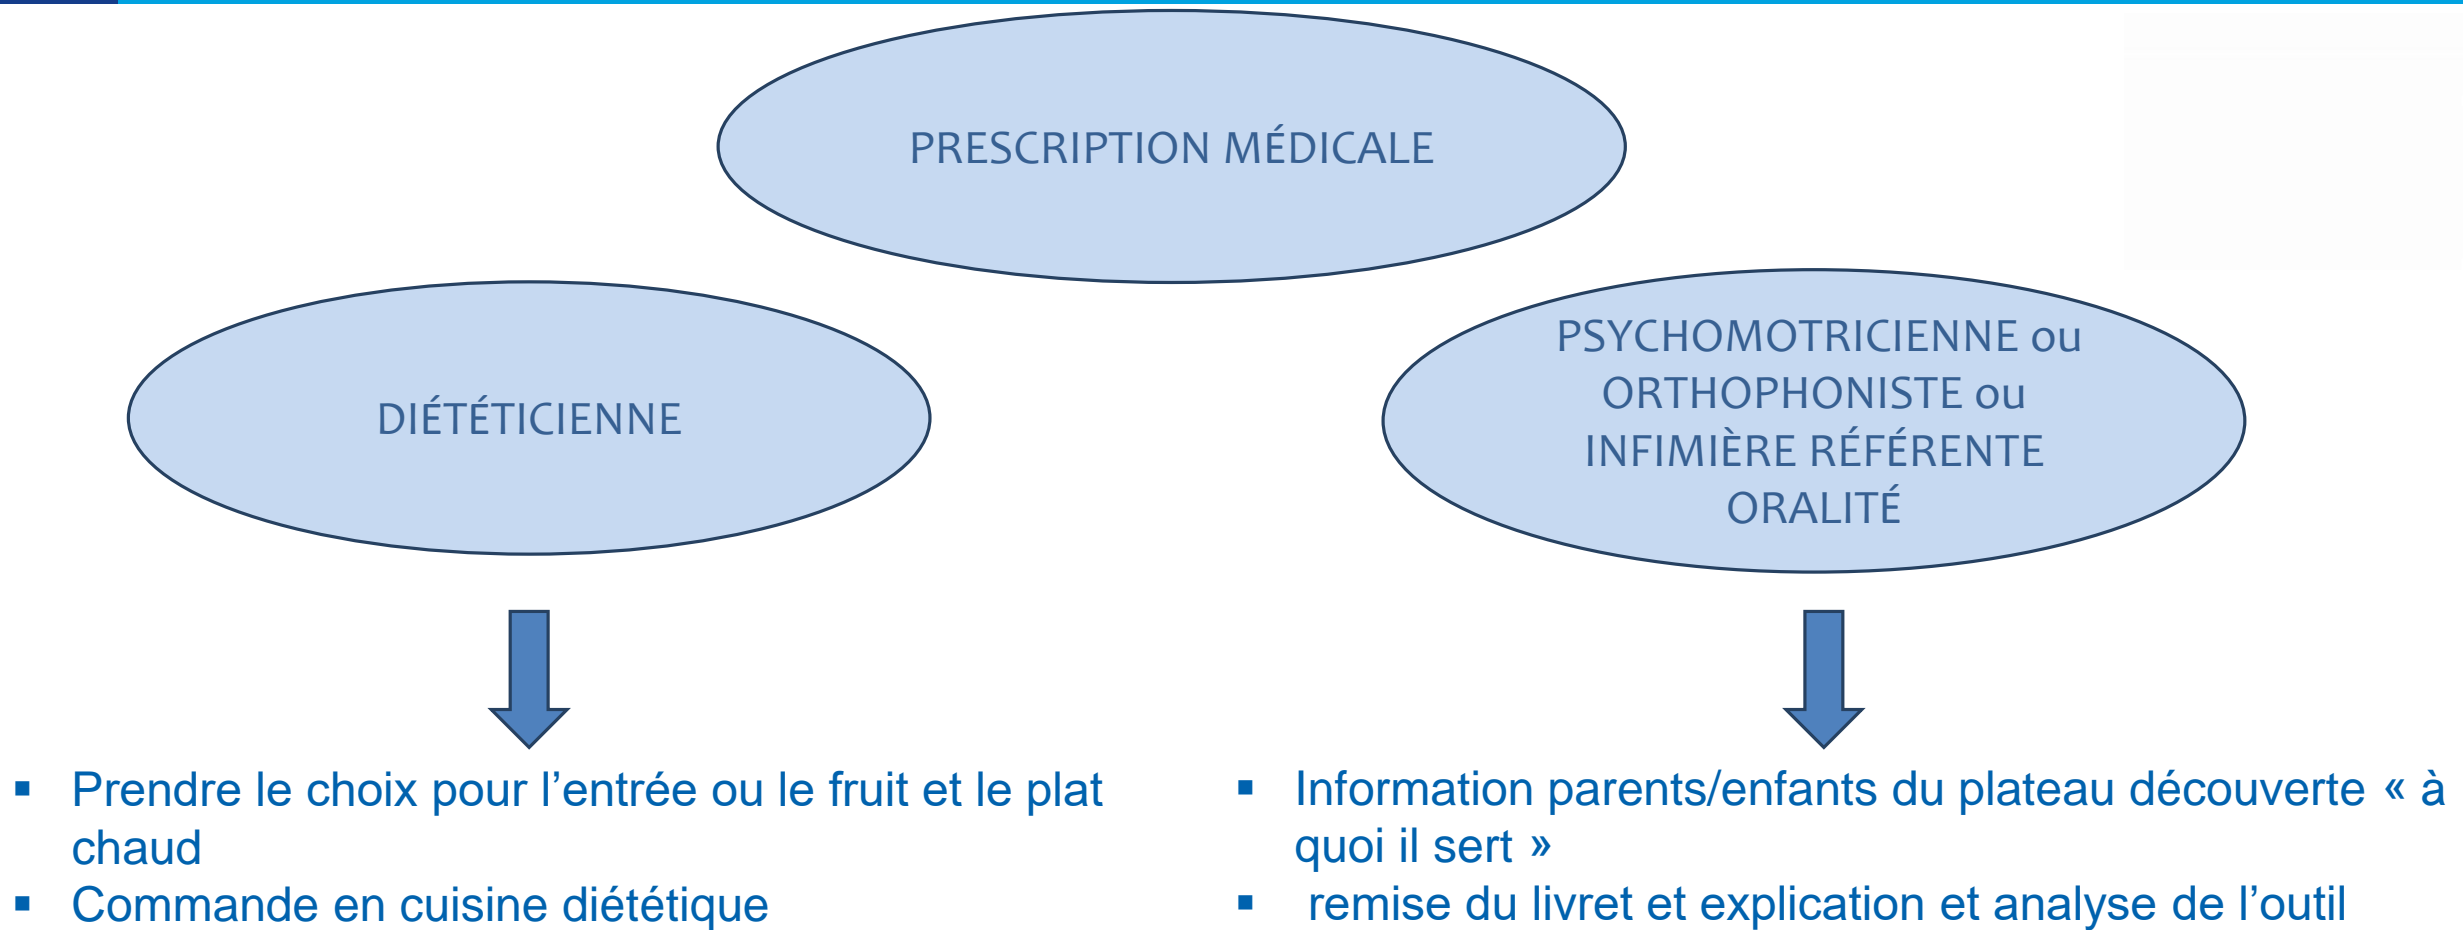 PRESCRIPTION MÉDICALE
DIÉTÉTICIENNE
PSYCHOMOTRICIENNE ou
ORTHOPHONISTE ou
INFIMIÈRE RÉFÉRENTE
ORALITÉ
▪ Prendre le choix pour l’entrée ou le fruit et le plat
chaud
▪ Commande en cuisine diététique
▪ Information parents/enfants du plateau découverte « à
quoi il sert »
▪ remise du livret et explication et analyse de l’outil